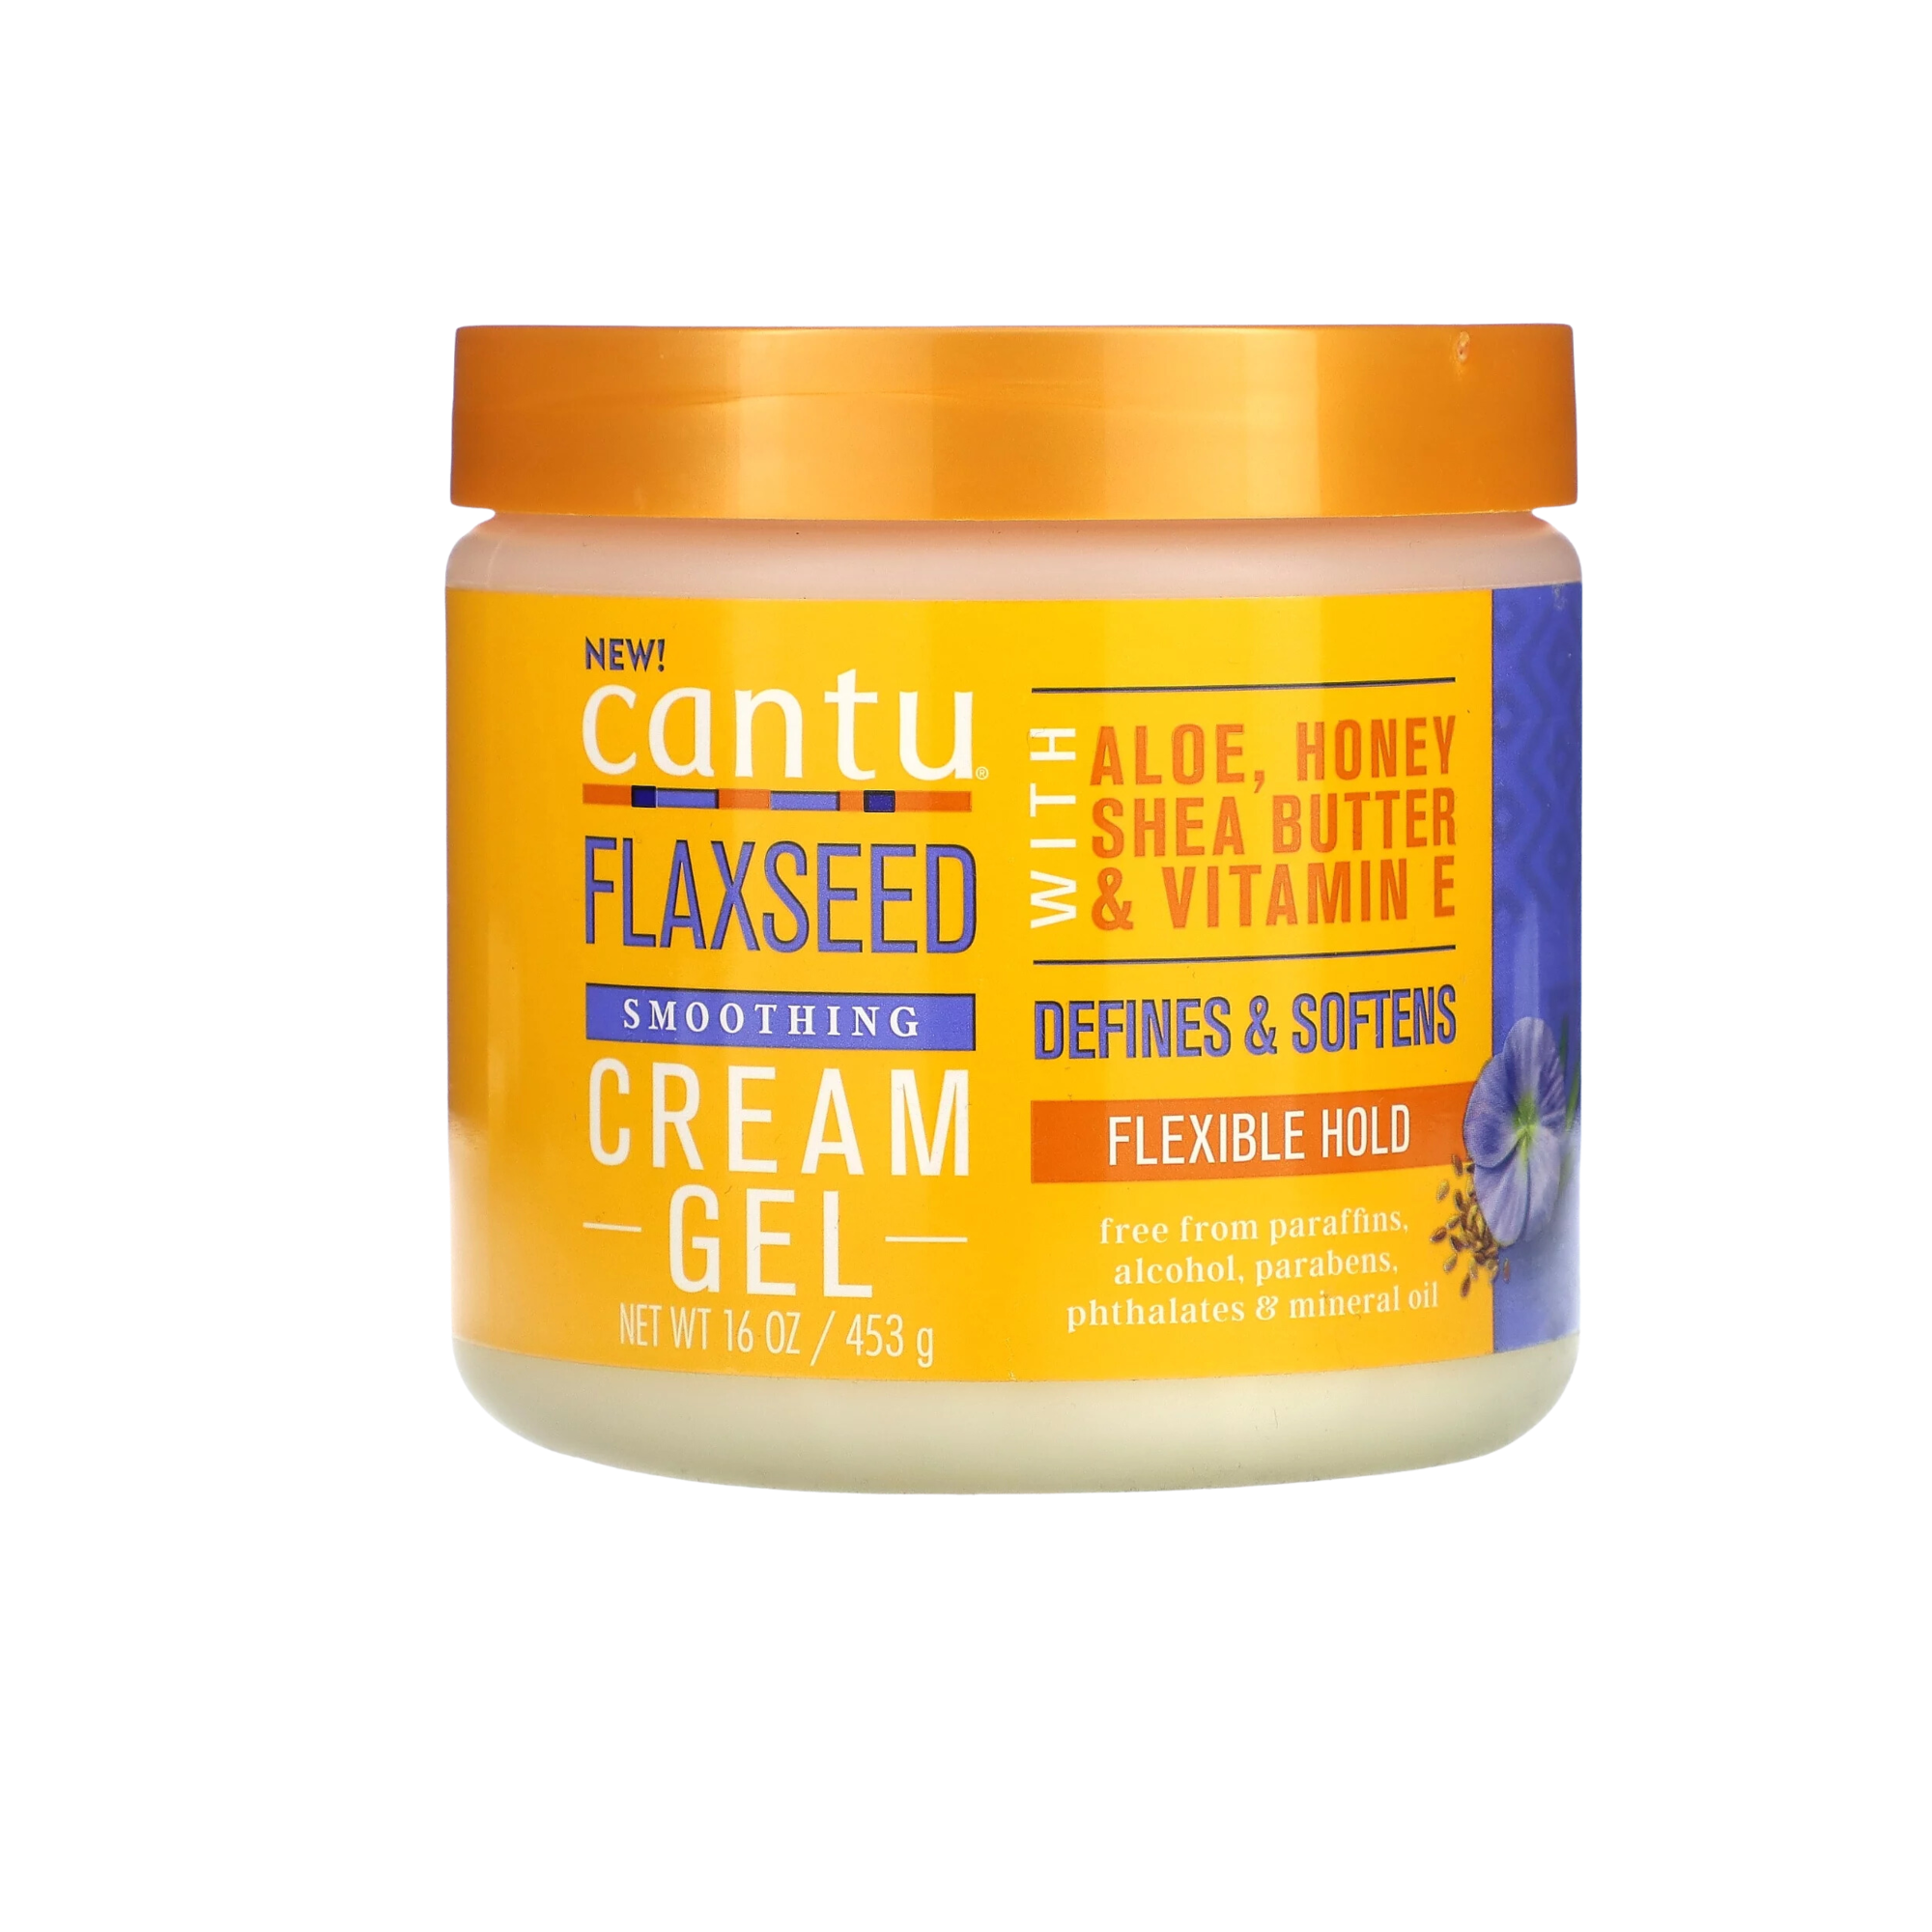 NEW!
cantu®
FLAXSEED
SMOOTHING
CREAM
GEL
NET WT 16 OZ / 453 g
WITH
ALOE, HONEY
SHEA BUTTER
& VITAMIN E
DEFINES & SOFTENS
FLEXIBLE HOLD
free from paraffins,
alcohol, parabens,
phthalates & mineral oil